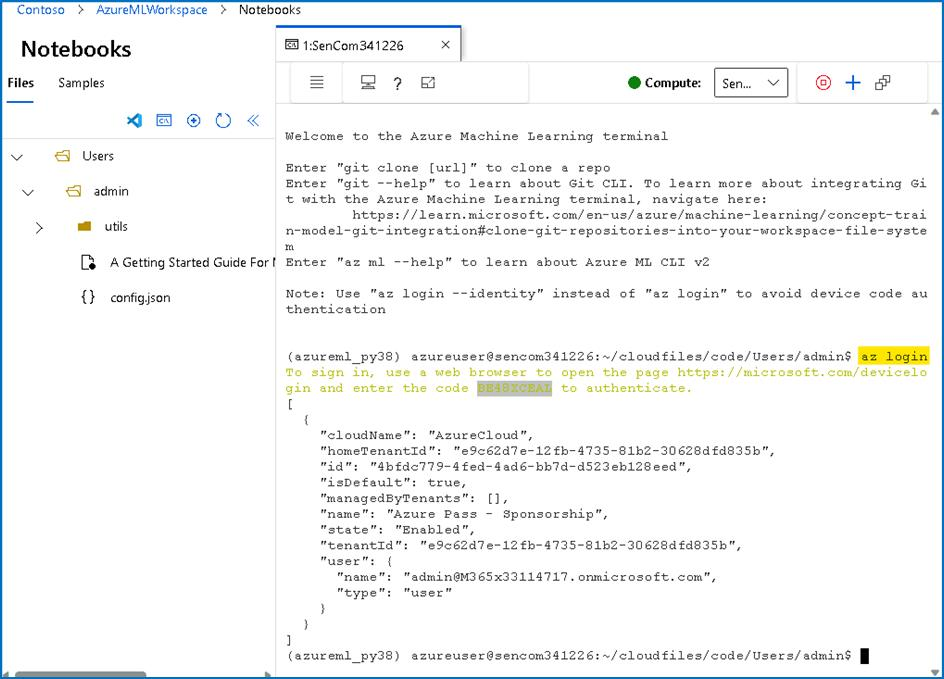 Contoso > AzureMLWorkspace > Notebooks
Notebooks
Files Samples
Users
admin
utils
A Getting Started Guide For
config.json
1:SenCom341226 ×
? Compute: Sen...
Welcome to the Azure Machine Learning terminal
Enter "git clone [url]" to clone a repo
Enter "git --help" to learn about Git CLI. To learn more about integrating Gi
t with the Azure Machine Learning terminal, navigate here:
https://learn.microsoft.com/en-us/azure/machine-learning/concept-trai
n-model-git-integration#clone-git-repositories-into-your-workspace-file-syste
m
Enter "az ml --help" to learn about Azure ML CLI v2
Note: Use "az login --identity" instead of "az login" to avoid device code au
thentication
(azureml_py38) azureuser@sencom341226:~/cloudfiles/code/Users/admin$ az login
To sign in, use a web browser to open the page https://microsoft.com/devicelo
gin and enter the code to authenticate.
[
{
"cloudName": "AzureCloud",
"homeTenantId": "e9c62d7e-12fb-4735-81b2-30628dfd835b",
"id": "4bfdc779-4fed-4ad6-bb7d-d523eb128eed",
"isDefault": true,
"managedByTenants": [],
"name": "Azure Pass - Sponsorship",
"state": "Enabled",
"tenantId": "e9c62d7e-12fb-4735-81b2-30628dfd835b",
"user": {
"name": "admin@M365x33114717.onmicrosoft.com",
"type": "user"
}
}
]
(azureml_py38) azureuser@sencom341226:~/cloudfiles/code/Users/admin$